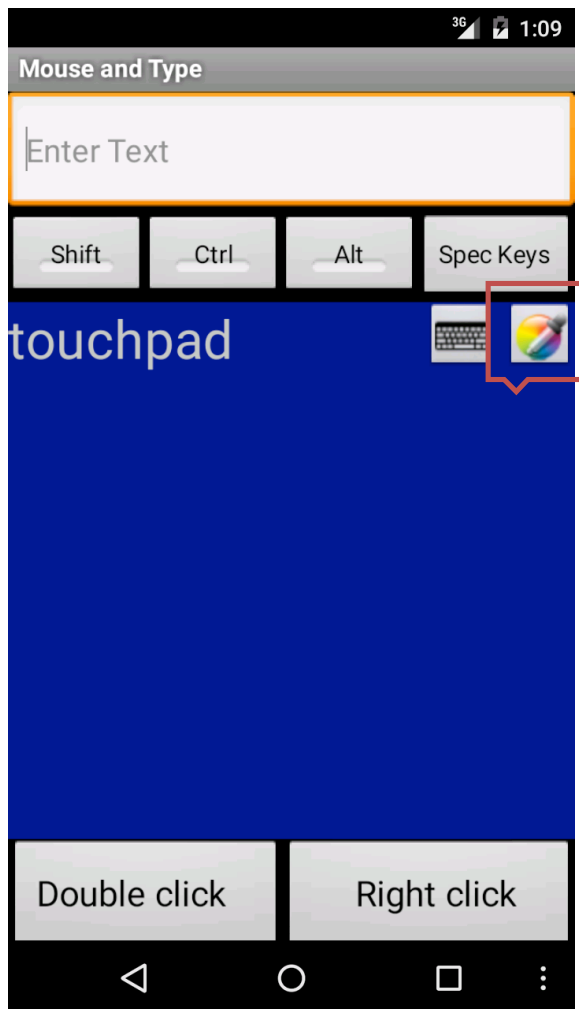 3G 1:09
Mouse and Type
Enter Text
Shift Ctrl Alt Spec Keys
touchpad
Double click Right click